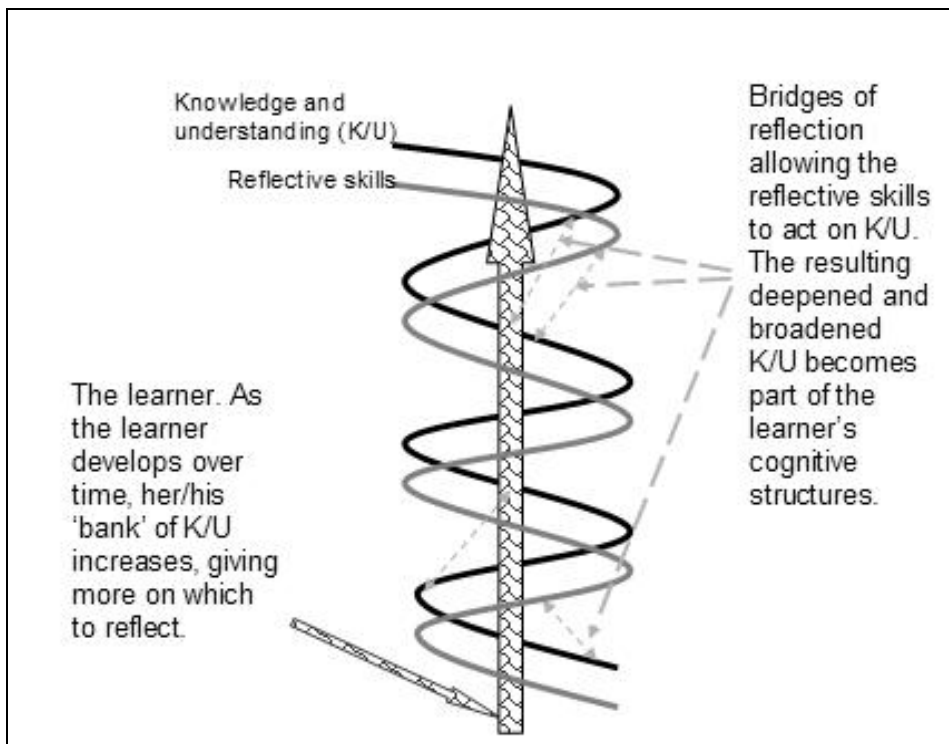 Knowledge and
understanding (K/U)
Reflective skills
Bridges of
reflection
allowing the
reflective skills
to act on K/U.
The resulting
deepened and
broadened
K/U becomes
part of the
learner's
cognitive
structures.
The learner. As
the learner
develops over
time, her/his
‘bank’ of K/U
increases, giving
more on which
to reflect.